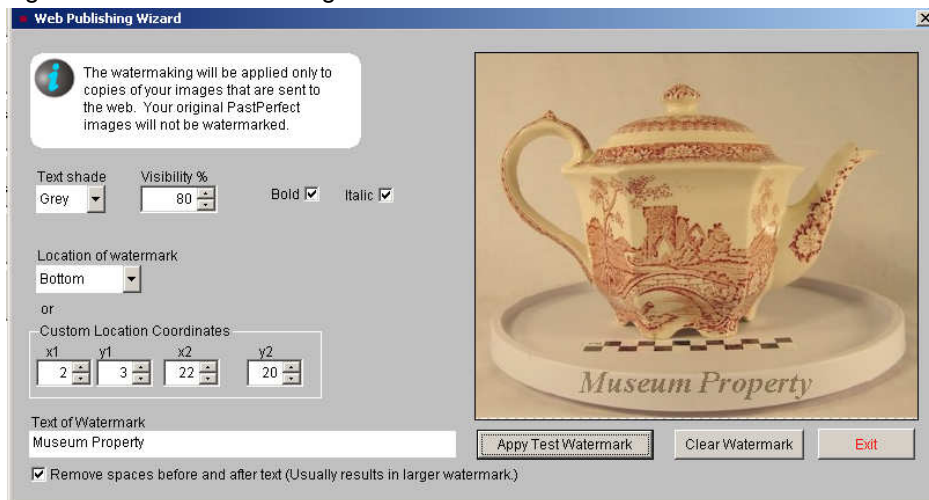 Web Publishing Wizard
The watermaking will be applied only to
copies of your images that are sent to
the web. Your original PastPerfect
images will not be watermarked.
Text shade
Visibility %
Grey
80
Bold
Italic
Location of watermark
Bottom
or
Custom Location Coordinates
x1 y1 x2 y2
2 3 22 20
Museum Property
Text of Watermark
Museum Property
Appy Test Watermark
Clear Watermark
Exit
Remove spaces before and after text (Usually results in larger watermark.)